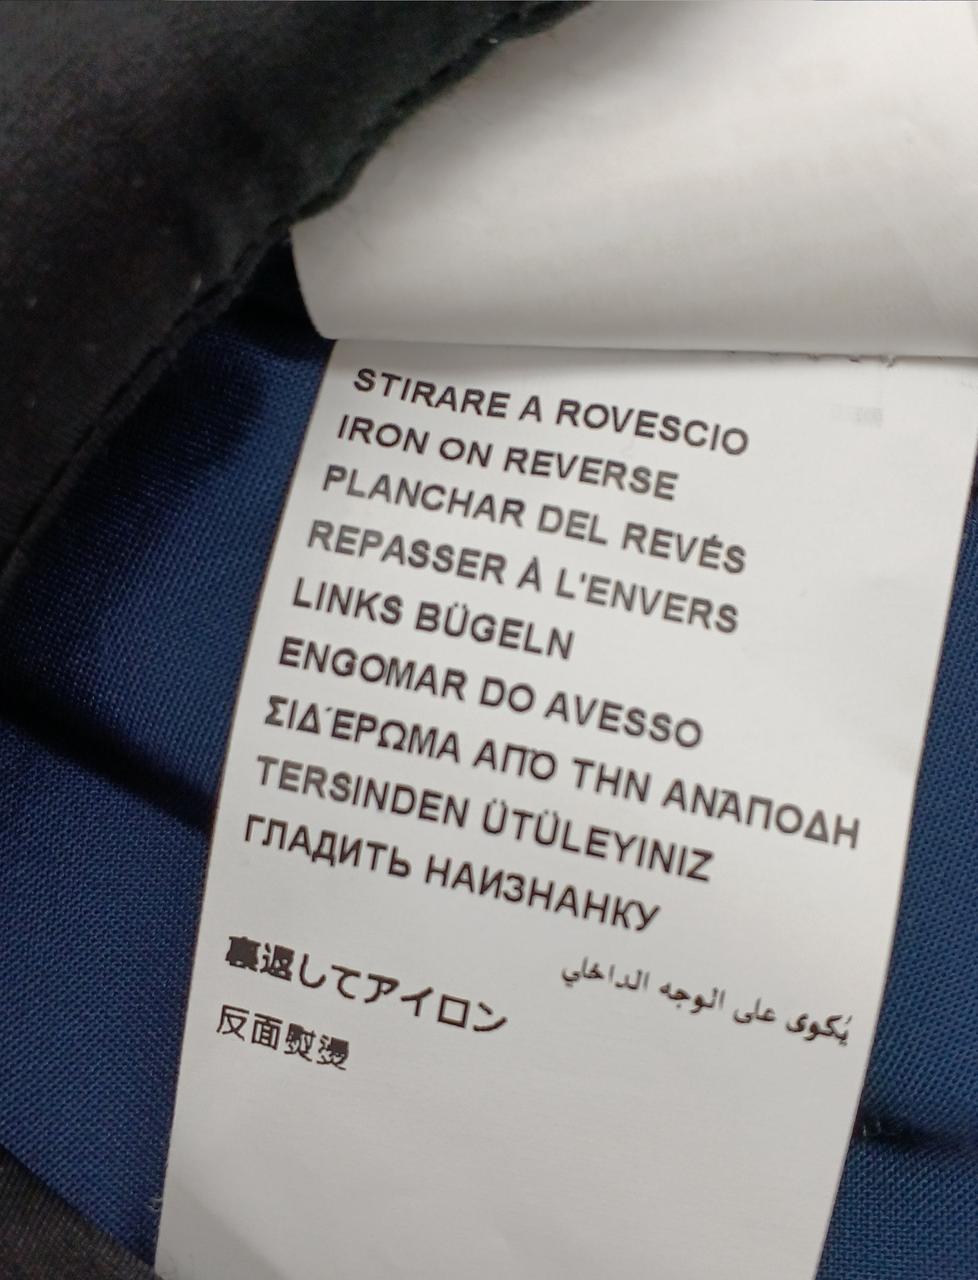 STIRARE A ROVESCIO
IRON ON REVERSE
PLANCHAR DEL REVÉS
REPASSER À L'ENVERS
LINKS BÜGELN
ENGOMAR DO AVESSO
ΣΙΔΈΡΩΜΑ ΑΠΌ ΤΗΝ ΑΝΆΠΟΔΗ
TERSINDEN ÜTÜLEYINIZ
ГЛАДИТЬ НАИЗНАНКУ
يُكوى على الوجه الداخلي
裏返してアイロン
反面熨燙